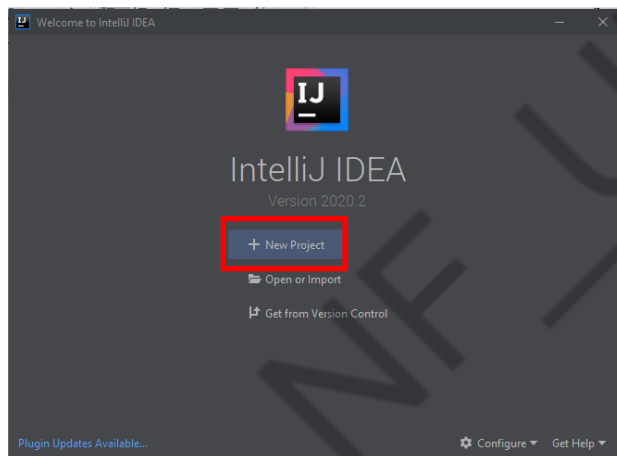 Welcome to IntelliJ IDEA
IJ
IntelliJ IDEA
Version 2020.2
+ New Project
Open or Import
Get from Version Control
Plugin Updates Available...
Configure
Get Help